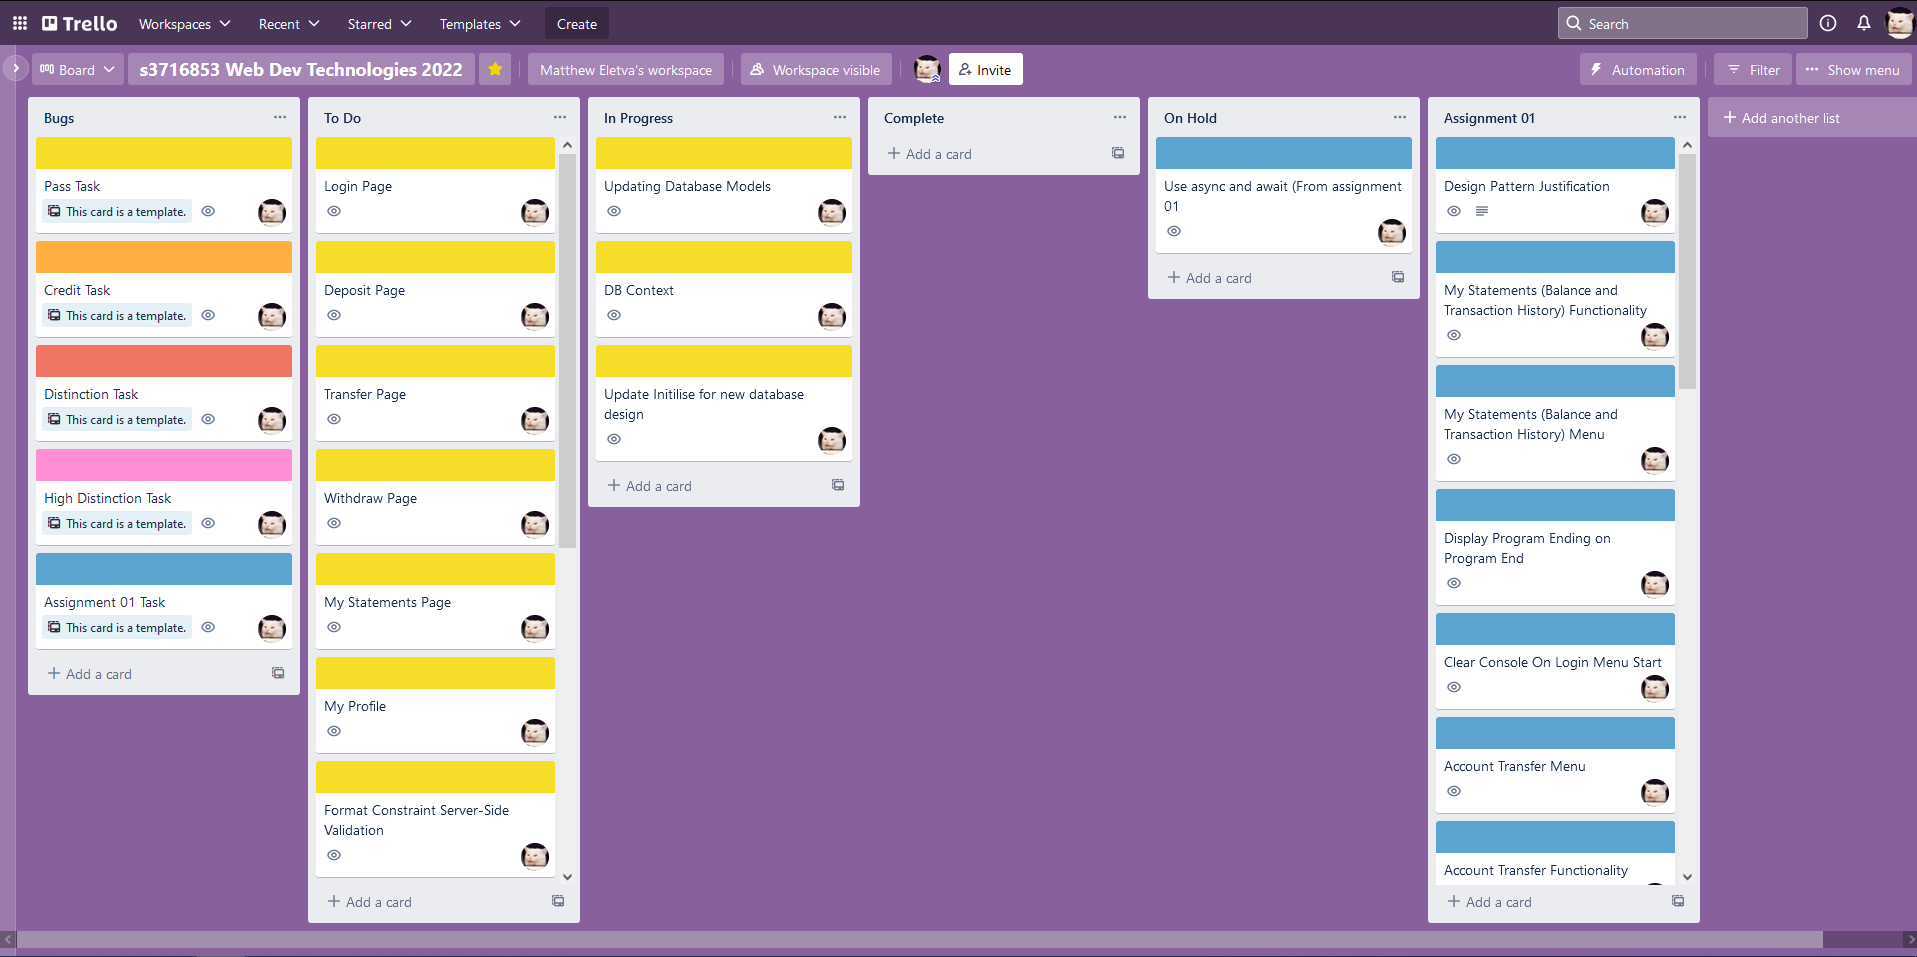 Trello
Workspaces
Recent
Starred
Templates
Create
Search
Board
s3716853 Web Dev Technologies 2022
Matthew Eletva's workspace
Workspace visible
Invite
Automation
Filter
Show menu
Bugs
Pass Task
This card is a template.
Credit Task
This card is a template.
Distinction Task
This card is a template.
High Distinction Task
This card is a template.
Assignment 01 Task
This card is a template.
Add a card
To Do
Login Page
Deposit Page
Transfer Page
Withdraw Page
My Statements Page
My Profile
Format Constraint Server-Side
Validation
Add a card
In Progress
Updating Database Models
DB Context
Update Initilise for new database
design
Add a card
Complete
Add a card
On Hold
Use async and await (From assignment
01
Add a card
Assignment 01
Design Pattern Justification
My Statements (Balance and
Transaction History) Functionality
My Statements (Balance and
Transaction History) Menu
Display Program Ending on
Program End
Clear Console On Login Menu Start
Account Transfer Menu
Account Transfer Functionality
Add a card
Add another list